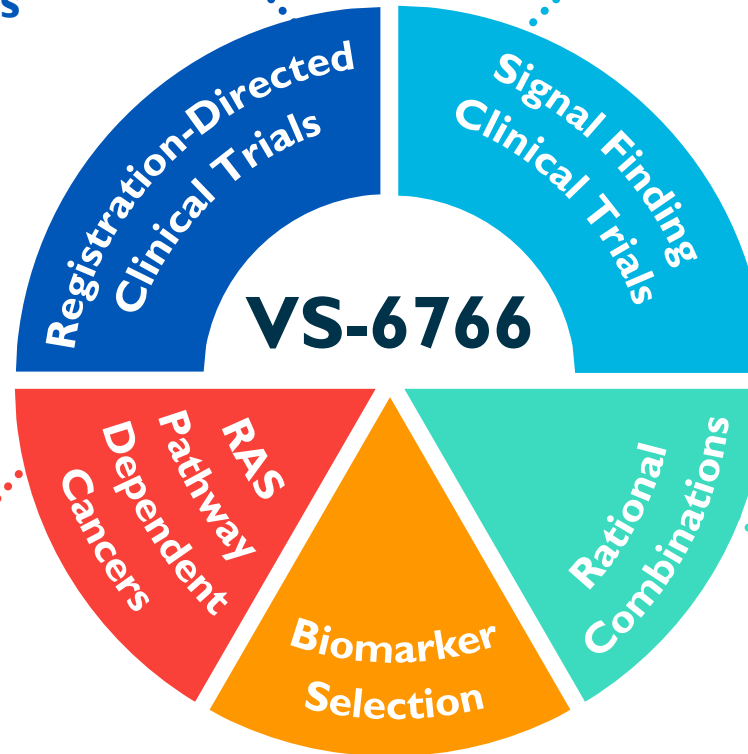 s
Registration-Directed
Clinical Trials
Signal Finding
Clinical Trials
VS-6766
RAS
Pathway
Dependent
Cancers
Biomarker
Selection
Rational
Combinations